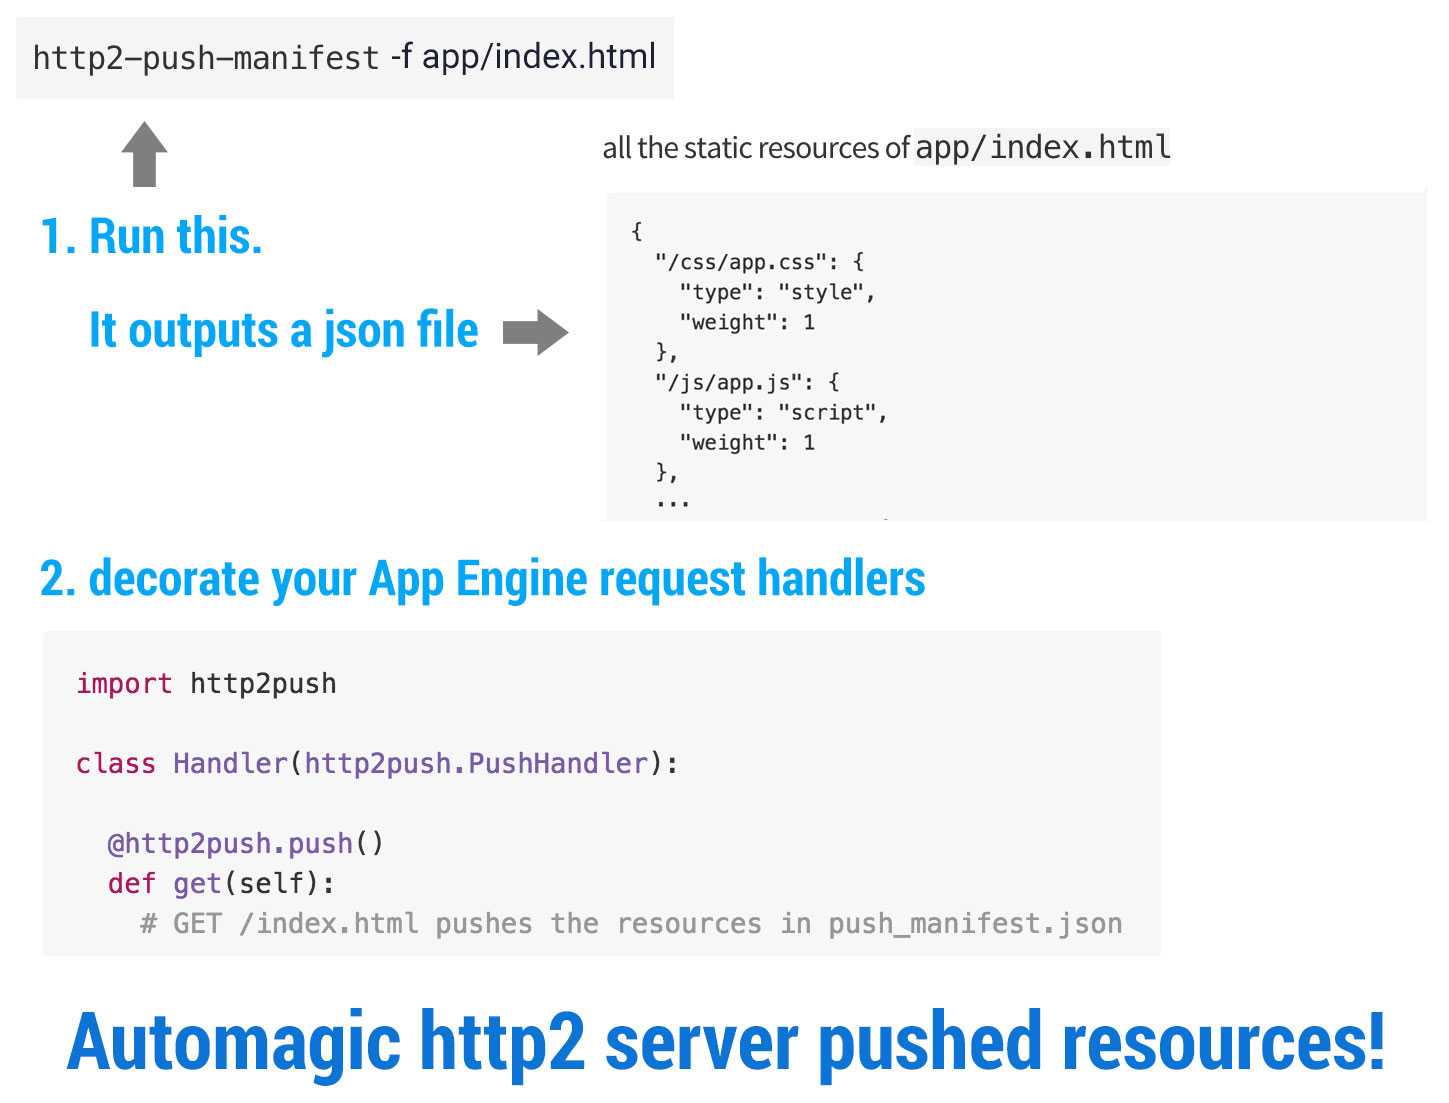 http2-push-manifest -f app/index.html
all the static resources of app/index.html
1. Run this.
It outputs a json file
{
  "/css/app.css": {
    "type": "style",
    "weight": 1
  },
  "/js/app.js": {
    "type": "script",
    "weight": 1
  },
  ...
2. decorate your App Engine request handlers
import http2push
class Handler(http2push.PushHandler):
  @http2push.push()
  def get(self):
    # GET /index.html pushes the resources in push_manifest.json
Automagic http2 server pushed resources!